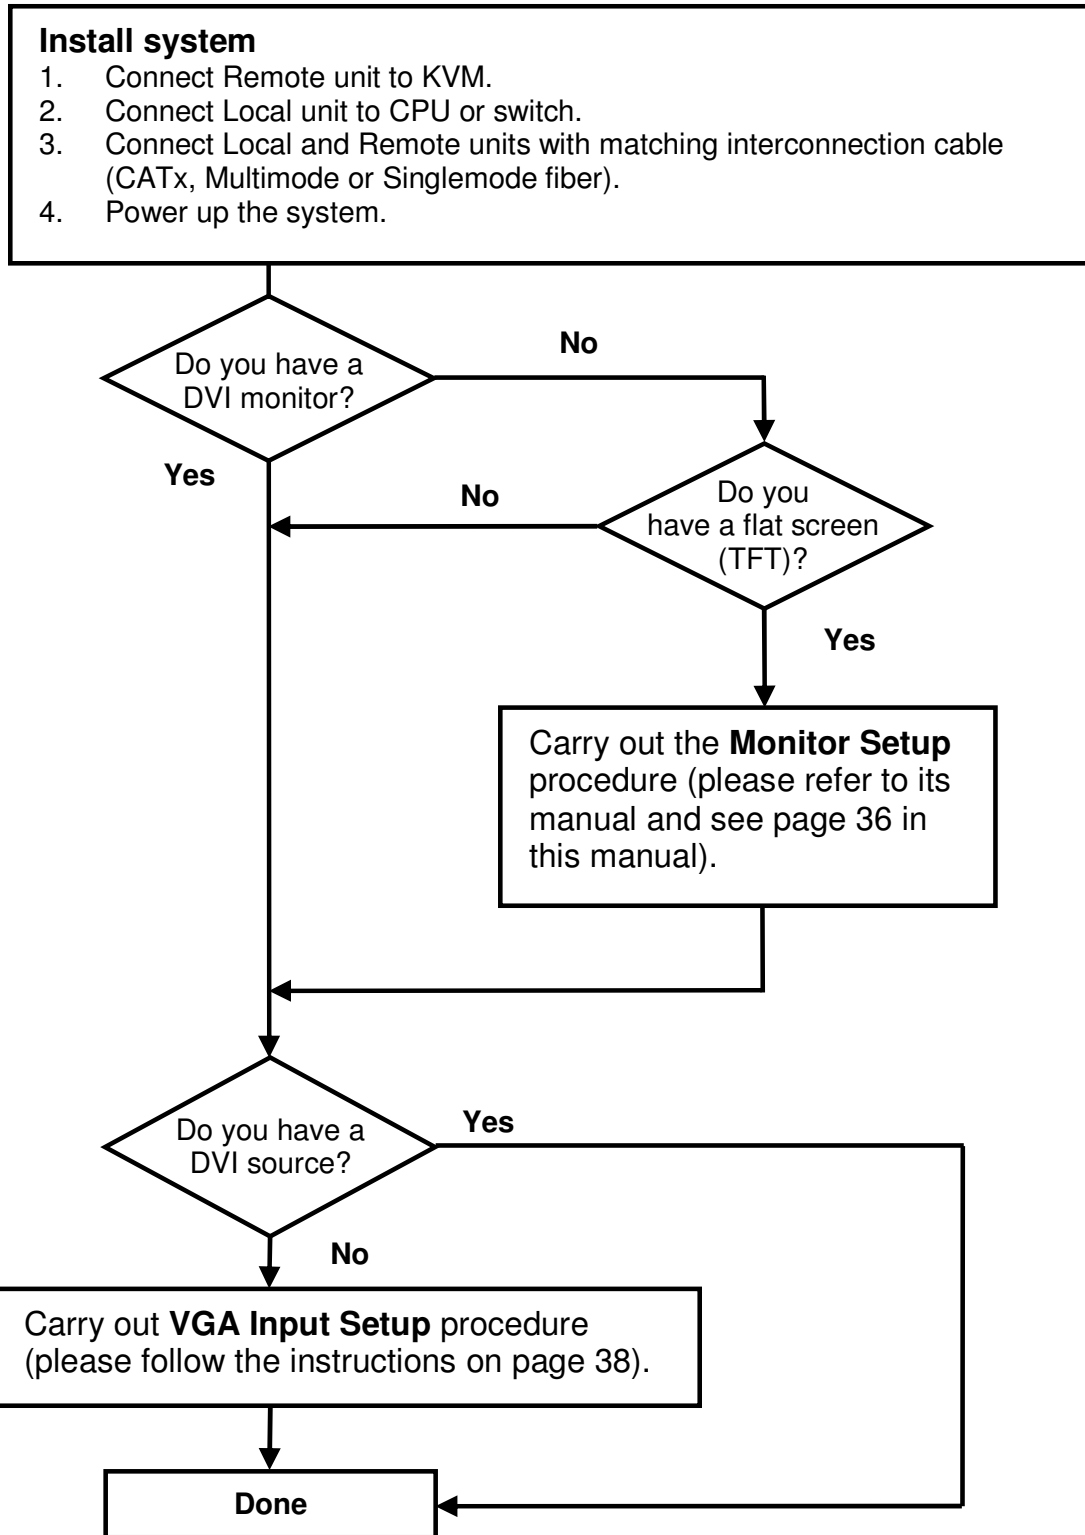 Install system
1. Connect Remote unit to KVM.
2. Connect Local unit to CPU or switch.
3. Connect Local and Remote units with matching interconnection cable
(CATx, Multimode or Singlemode fiber).
4. Power up the system.
Do you have a
DVI monitor?
No
Yes
No
Do you
have a flat screen
(TFT)?
Yes
Carry out the Monitor Setup
procedure (please refer to its
manual and see page 36 in
this manual).
Do you have a
DVI source?
Yes
No
Carry out VGA Input Setup procedure
(please follow the instructions on page 38).
Done